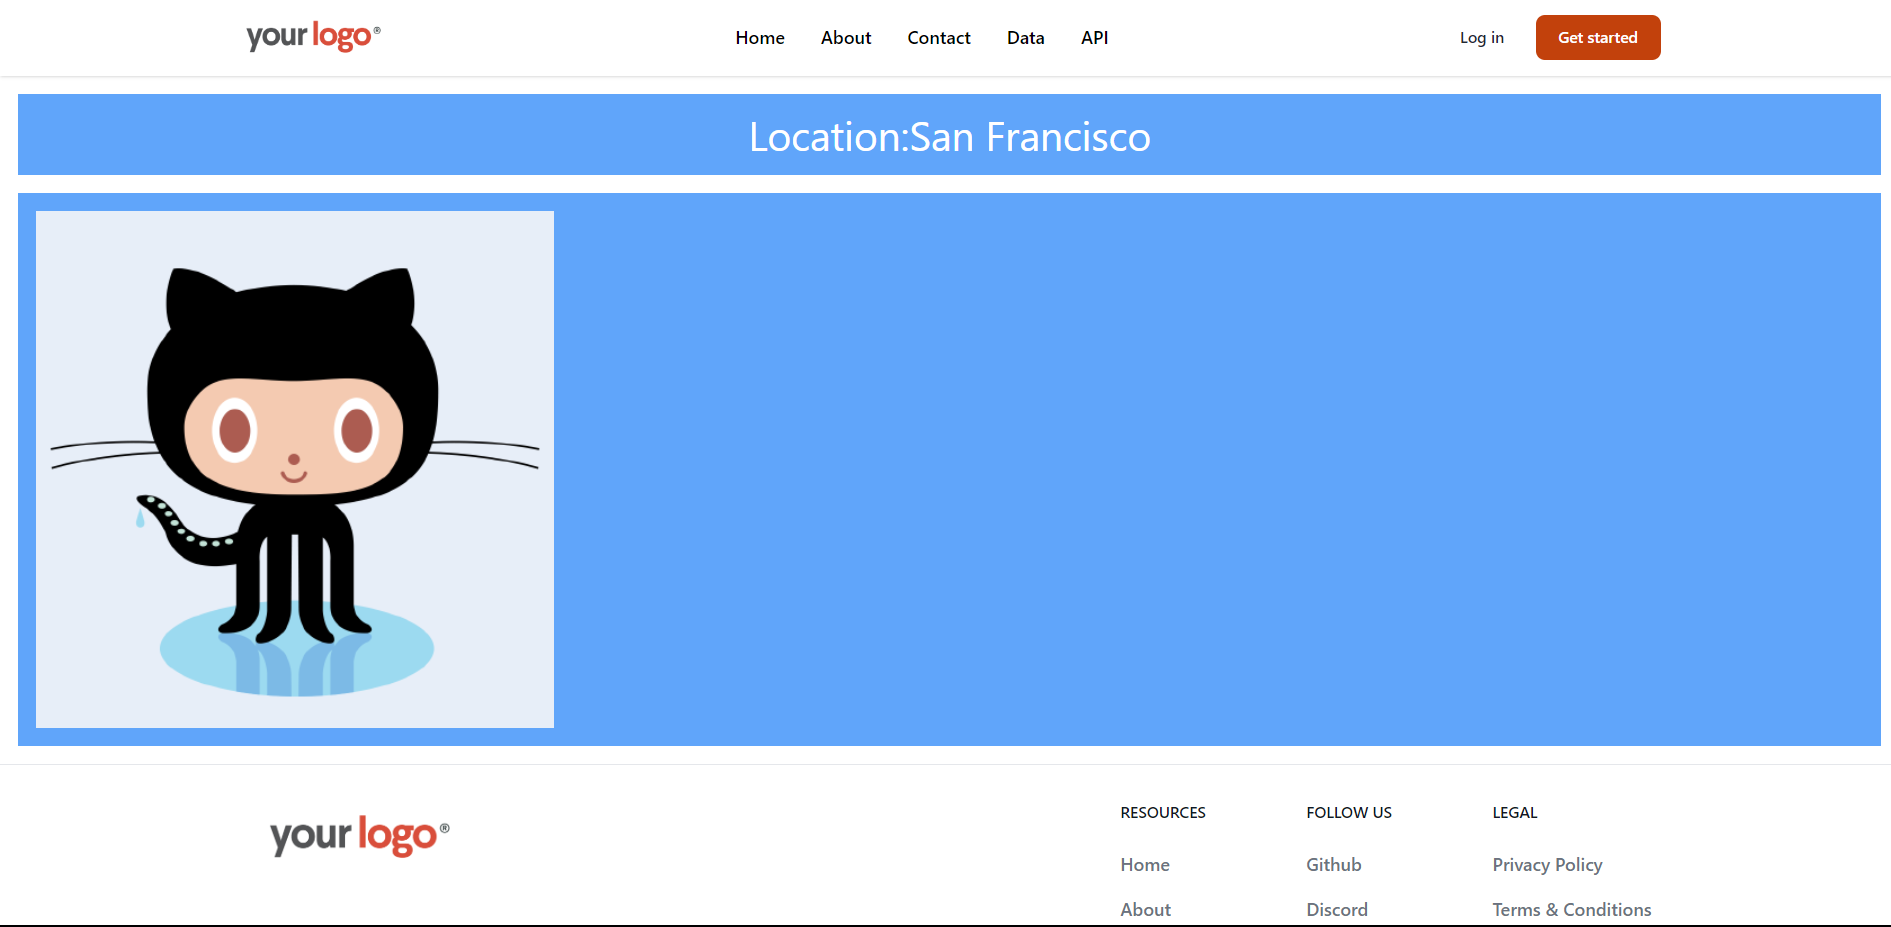 your logo®
Home About Contact Data API
Log in Get started
Location:San Francisco
your logo®
RESOURCES
Home
About
FOLLOW US
Github
Discord
LEGAL
Privacy Policy
Terms & Conditions